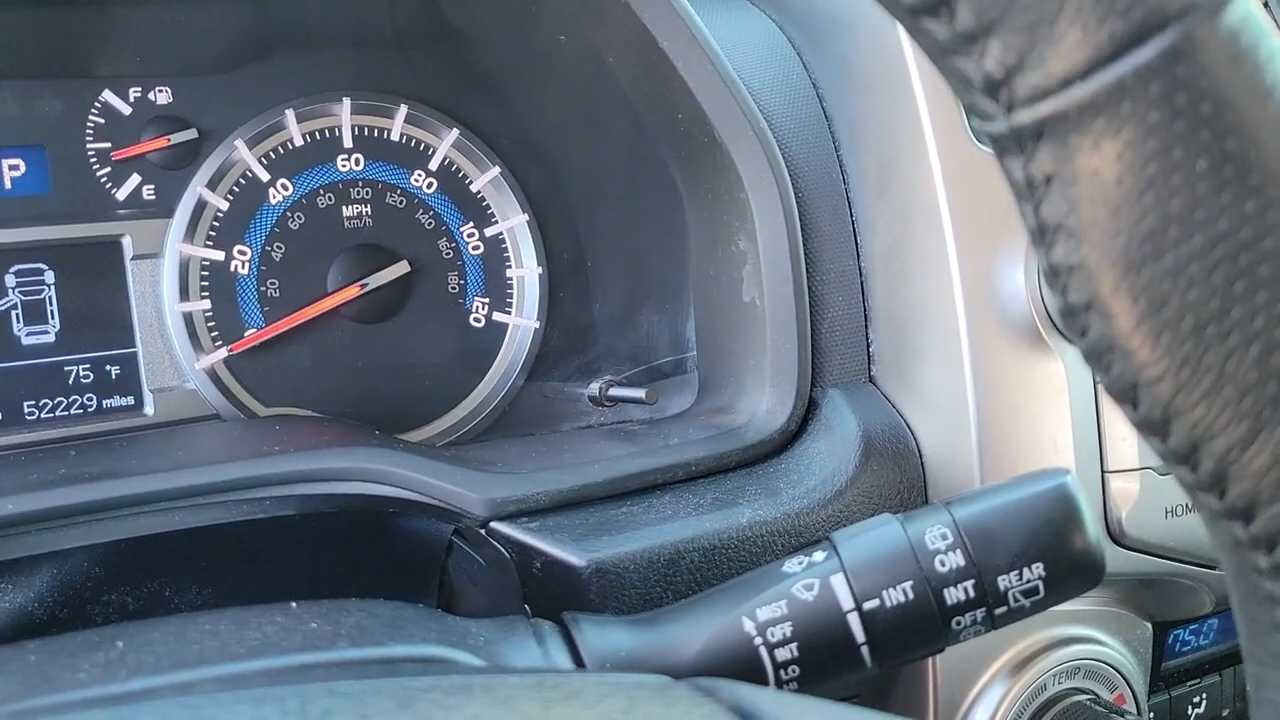 F
P
E
0 20 40 60 80 100 120
20 40 60 80 100 120 140 160 180
MPH
km/h
75 °F
52229 miles
MIST
OFF
INT
LO
INT
ON
INT
OFF
REAR
HOM
75.0
TEMP